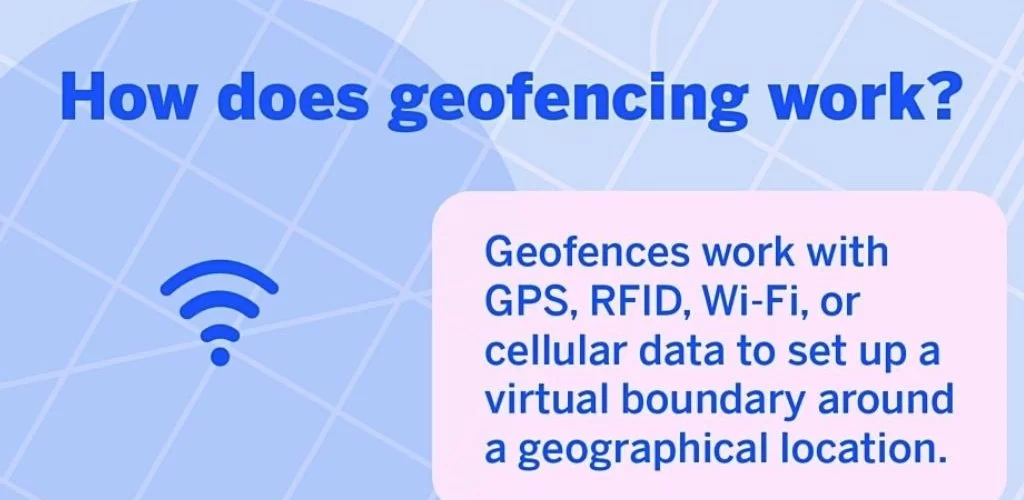 How does geofencing work?
Geofences work with
GPS, RFID, Wi-Fi, or
cellular data to set up a
virtual boundary around
a geographical location.